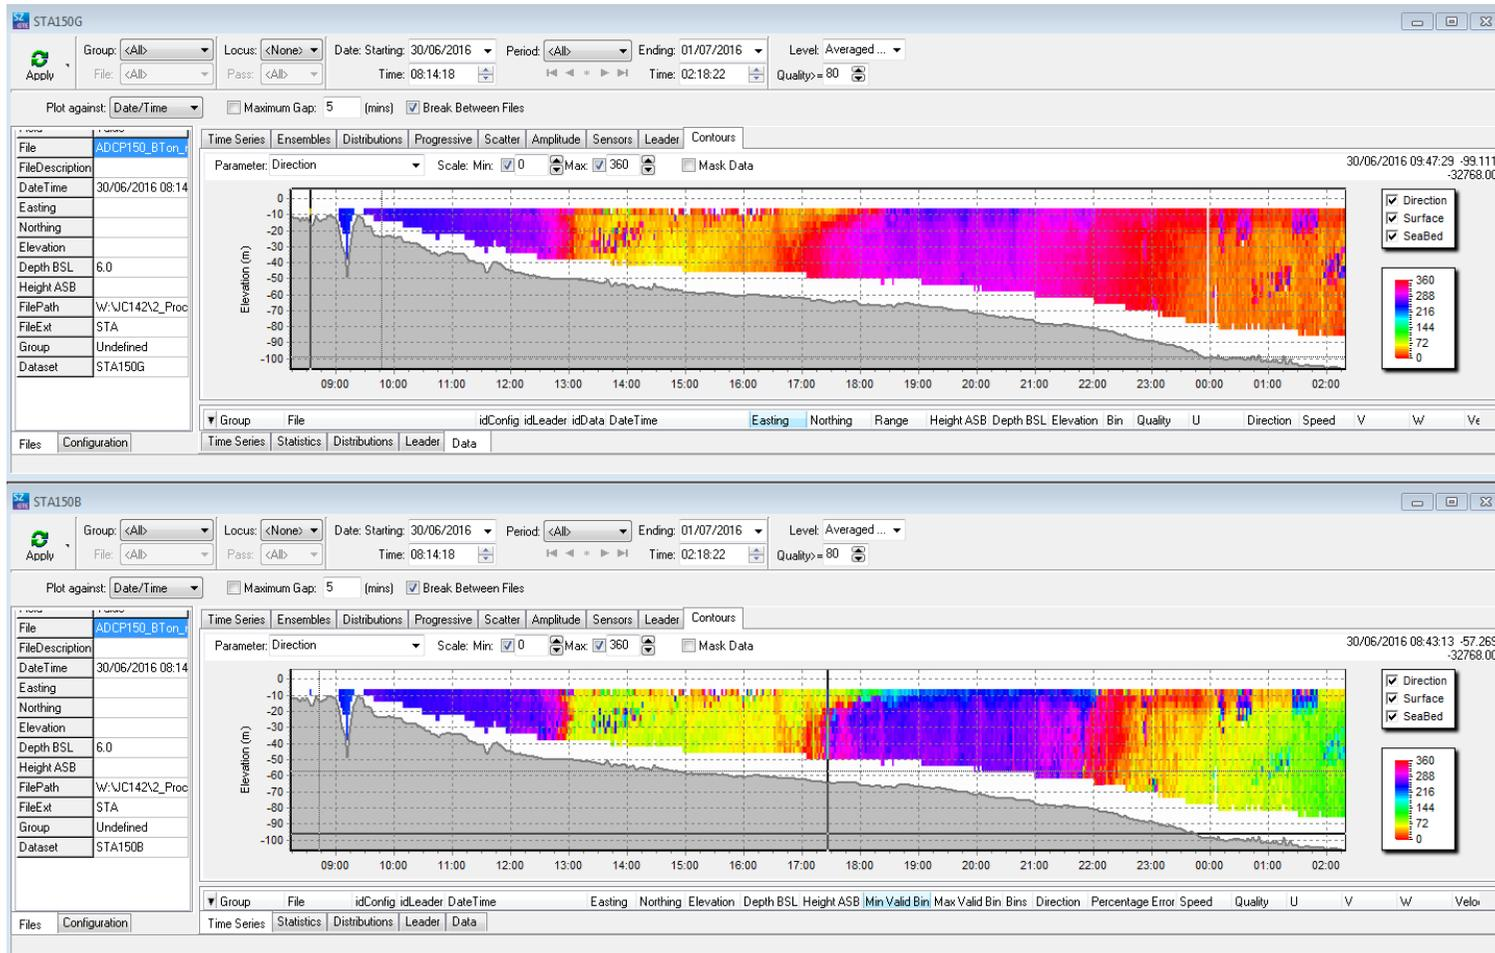 SZ STA150G
Group: <All> Locus: <None> Date: Starting: 30/06/2016 Period: <All> Ending: 01/07/2016 Level: Averaged ...
Apply File: <All> Pass: <All> Time: 08:14:18 Time: 02:18:22 Quality>= 80
Plot against: Date/Time Maximum Gap: 5 (mins) Break Between Files
File ADCP150_BTon_
FileDescription
DateTime 30/06/2016 08:14
Easting
Northing
Elevation
Depth BSL 6.0
Height ASB
FilePath W:\JC142\2_Proc
FileExt STA
Group Undefined
Dataset STA150G
Files Configuration
Time Series Ensembles Distributions Progressive Scatter Amplitude Sensors Leader Contours
Parameter: Direction Scale: Min: 0 Max: 360 Mask Data
30/06/2016 09:47:29 -99.111
-32768.00
Elevation (m)
0
-10
-20
-30
-40
-50
-60
-70
-80
-90
-100
09:00 10:00 11:00 12:00 13:00 14:00 15:00 16:00 17:00 18:00 19:00 20:00 21:00 22:00 23:00 00:00 01:00 02:00
Direction
Surface
SeaBed
360
288
216
144
72
0
Group File idConfig idLeader idData DateTime Easting Northing Range Height ASB Depth BSL Elevation Bin Quality U Direction Speed V W
Time Series Statistics Distributions Leader Data
SZ STA150B
Group: <All> Locus: <None> Date: Starting: 30/06/2016 Period: <All> Ending: 01/07/2016 Level: Averaged ...
Apply File: <All> Pass: <All> Time: 08:14:18 Time: 02:18:22 Quality>= 80
Plot against: Date/Time Maximum Gap: 5 (mins) Break Between Files
File ADCP150_BTon_
FileDescription
DateTime 30/06/2016 08:14
Easting
Northing
Elevation
Depth BSL 6.0
Height ASB
FilePath W:\JC142\2_Proc
FileExt STA
Group Undefined
Dataset STA150B
Files Configuration
Time Series Ensembles Distributions Progressive Scatter Amplitude Sensors Leader Contours
Parameter: Direction Scale: Min: 0 Max: 360 Mask Data
30/06/2016 08:43:13 -57.269
-32768.00
Elevation (m)
0
-10
-20
-30
-40
-50
-60
-70
-80
-90
-100
09:00 10:00 11:00 12:00 13:00 14:00 15:00 16:00 17:00 18:00 19:00 20:00 21:00 22:00 23:00 00:00 01:00 02:00
Direction
Surface
SeaBed
360
288
216
144
72
0
Group File idConfig idLeader DateTime Easting Northing Elevation Depth BSL Height ASB Min Valid Bin Max Valid Bin Bins Direction Percentage Error Speed Quality U V W
Time Series Statistics Distributions Leader Data